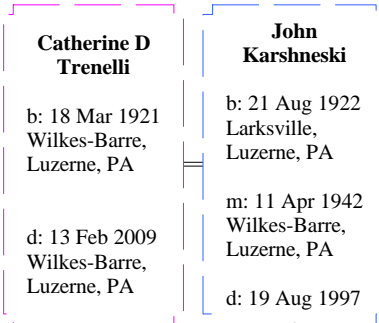 Catherine D
Trenelli
b: 18 Mar 1921
Wilkes-Barre,
Luzerne, PA
d: 13 Feb 2009
Wilkes-Barre,
Luzerne, PA
John
Karshneski
b: 21 Aug 1922
Larksville,
Luzerne, PA
m: 11 Apr 1942
Wilkes-Barre,
Luzerne, PA
d: 19 Aug 1997